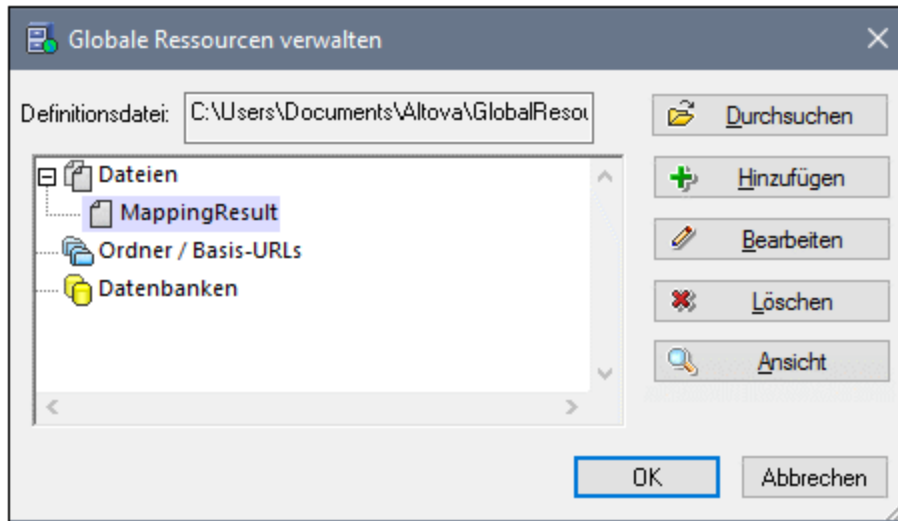 Globale Ressourcen verwalten
Definitionsdatei: C:\Users\Documents\Altova\GlobalResou
Durchsuchen
Dateien
Hinzufügen
MappingResult
Bearbeiten
Ordner / Basis-URLs
Datenbanken
Löschen
Ansicht
OK
Abbrechen